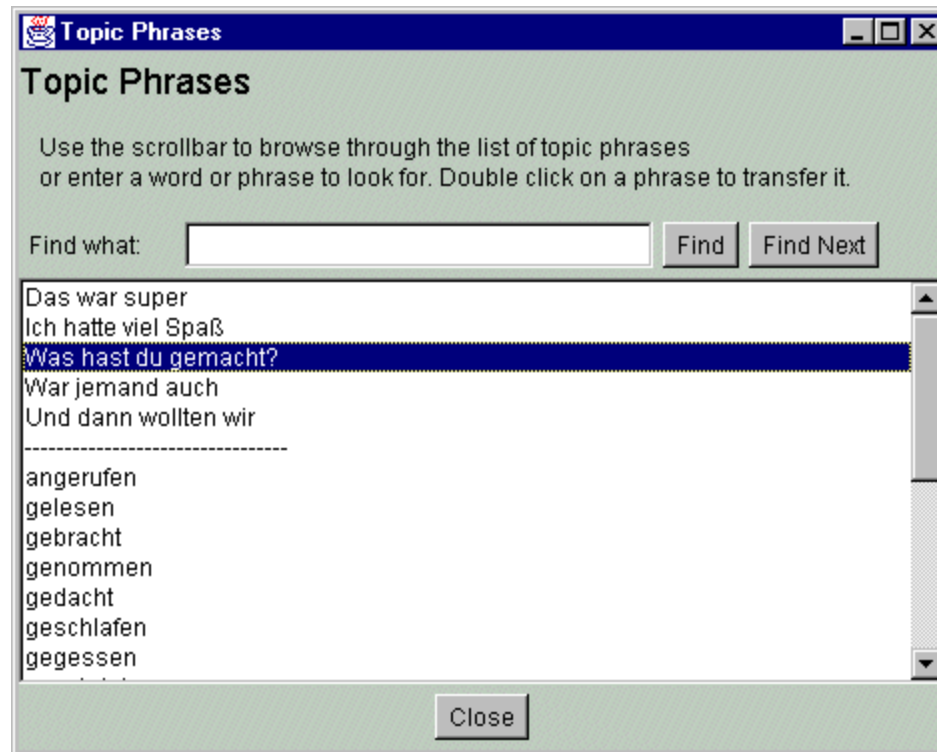 Topic Phrases
Topic Phrases
Use the scrollbar to browse through the list of topic phrases
or enter a word or phrase to look for. Double click on a phrase to transfer it.
Find what: Find Find Next
Das war super
Ich hatte viel Spaß
Was hast du gemacht?
War jemand auch
Und dann wollten wir
---------------------------------
angerufen
gelesen
gebracht
genommen
gedacht
geschlafen
gegessen
Close